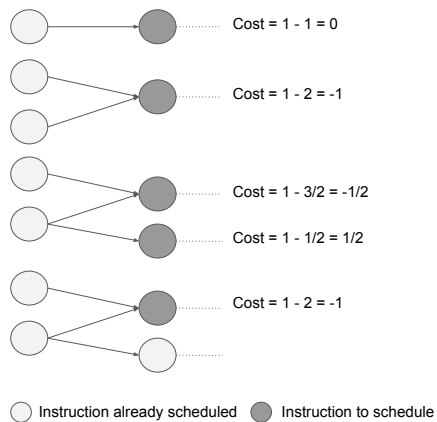 Cost = 1 - 1 = 0
Cost = 1 - 2 = -1
Cost = 1 - 3/2 = -1/2
Cost = 1 - 1/2 = 1/2
Cost = 1 - 2 = -1
Instruction already scheduled
Instruction to schedule